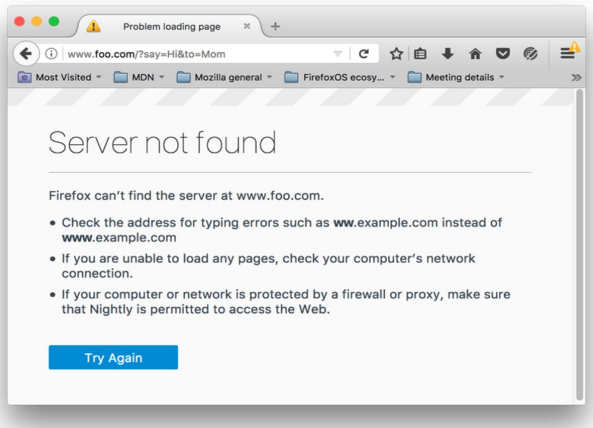 Problem loading page
www.foo.com/?say=Hi&to=Mom
Most Visited MDN Mozilla general FirefoxOS ecosy... Meeting details
Server not found
Firefox can't find the server at www.foo.com.
• Check the address for typing errors such as ww.example.com instead of
www.example.com
• If you are unable to load any pages, check your computer's network
connection.
• If your computer or network is protected by a firewall or proxy, make sure
that Nightly is permitted to access the Web.
Try Again